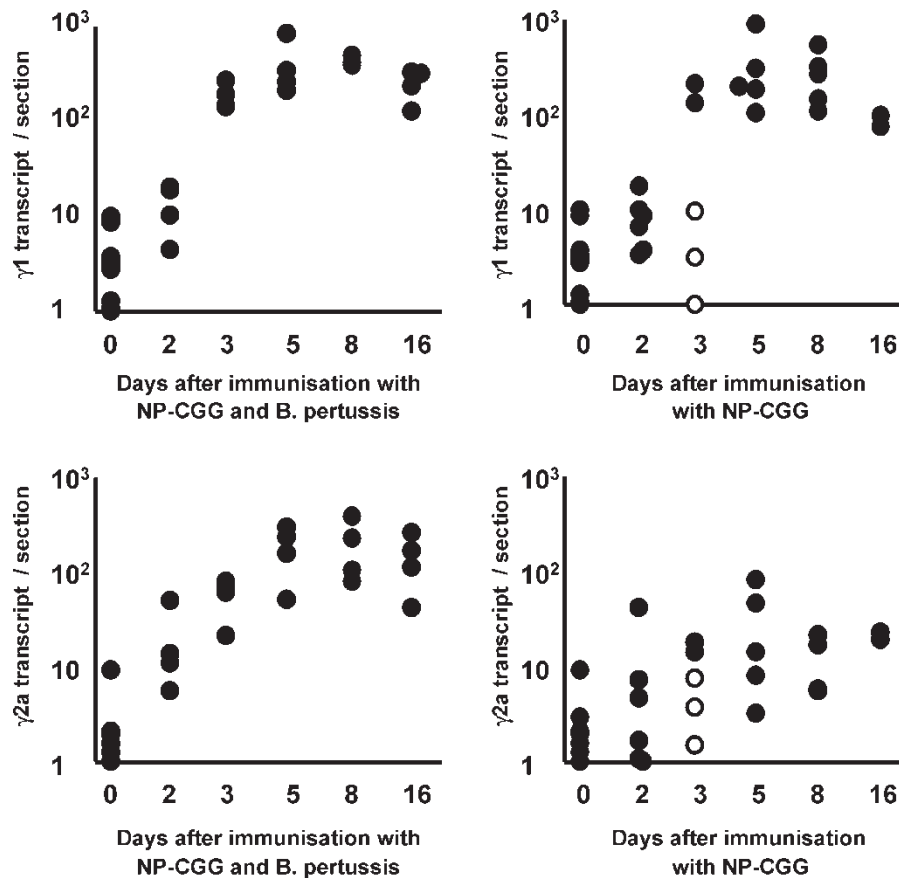 γ1 transcript / section
10³
10²
10
1
0 2 3 5 8 16
Days after immunisation with
NP-CGG and B. pertussis
γ1 transcript / section
10³
10²
10
1
0 2 3 5 8 16
Days after immunisation
with NP-CGG
γ2a transcript / section
10³
10²
10
1
0 2 3 5 8 16
Days after immunisation with
NP-CGG and B. pertussis
γ2a transcript / section
10³
10²
10
1
0 2 3 5 8 16
Days after immunisation
with NP-CGG